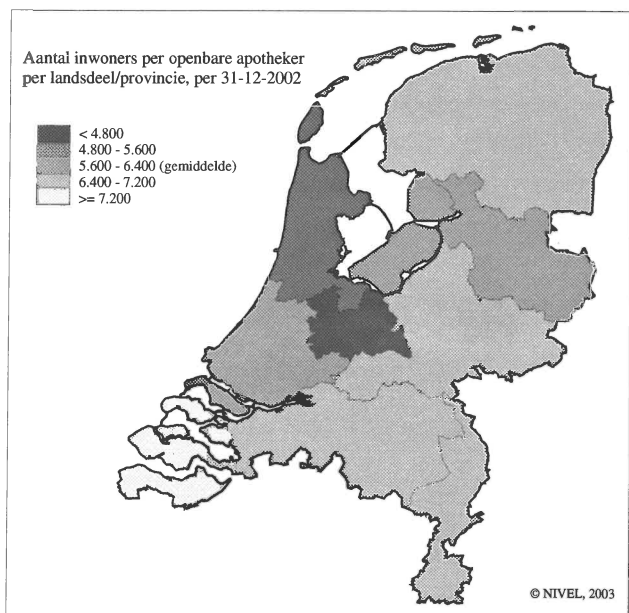 Aantal inwoners per openbare apotheker
per landsdeel/provincie, per 31-12-2002
< 4.800
4.800 - 5.600
5.600 - 6.400 (gemiddelde)
6.400 - 7.200
>= 7.200
© NIVEL, 2003